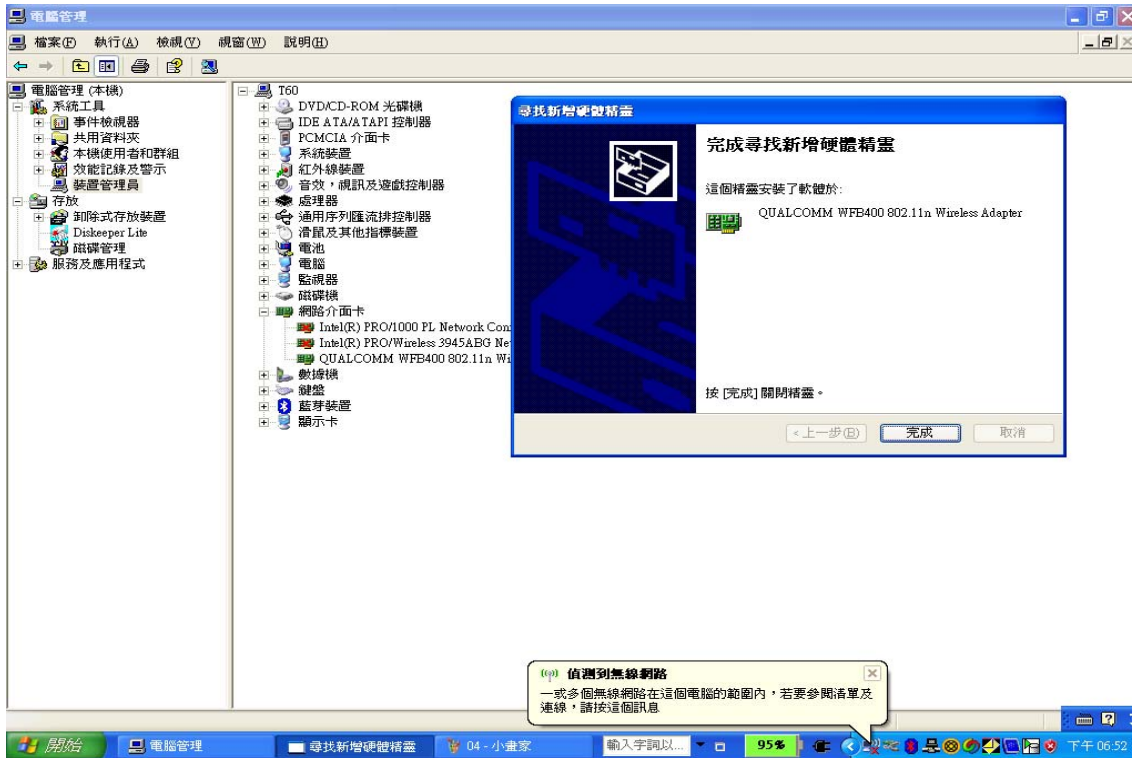 電腦管理
檔案(F) 執行(A) 檢視(V) 視窗(W) 説明(H)
電腦管理 (本機)
系統工具
事件檢視器
共用資料夾
本機使用者和群組
效能記錄及警示
裝置管理員
存放
卸除式存放裝置
Diskeeper Lite
磁碟管理
服務及應用程式
T60
DVD/CD-ROM 光碟機
IDE ATA/ATAPI 控制器
PCMCIA 介面卡
系統裝置
紅外線裝置
音效，視訊及遊戲控制器
處理器
通用序列匯流排控制器
滑鼠及其他指標裝置
電池
電腦
監視器
磁碟機
網路介面卡
Intel(R) PRO/1000 PL Network Con
Intel(R) PRO/Wireless 3945ABG Ne
QUALCOMM WFB400 802.11n Wi
數據機
鍵盤
藍芽裝置
顯示卡
尋找新增硬體精靈
完成尋找新增硬體精靈
這個精靈安裝了軟體於:
QUALCOMM WFB400 802.11n Wireless Adapter
按 [完成] 關閉精靈。
<上一步(B) 完成 取消
偵測到無線網路
一或多個無線網路在這個電腦的範圍內，若要參閱清單及
連線，請按這個訊息
開始 電腦管理 尋找新增硬體精靈 04 - 小畫家 輸入字詞以... 95% 下午 06:52